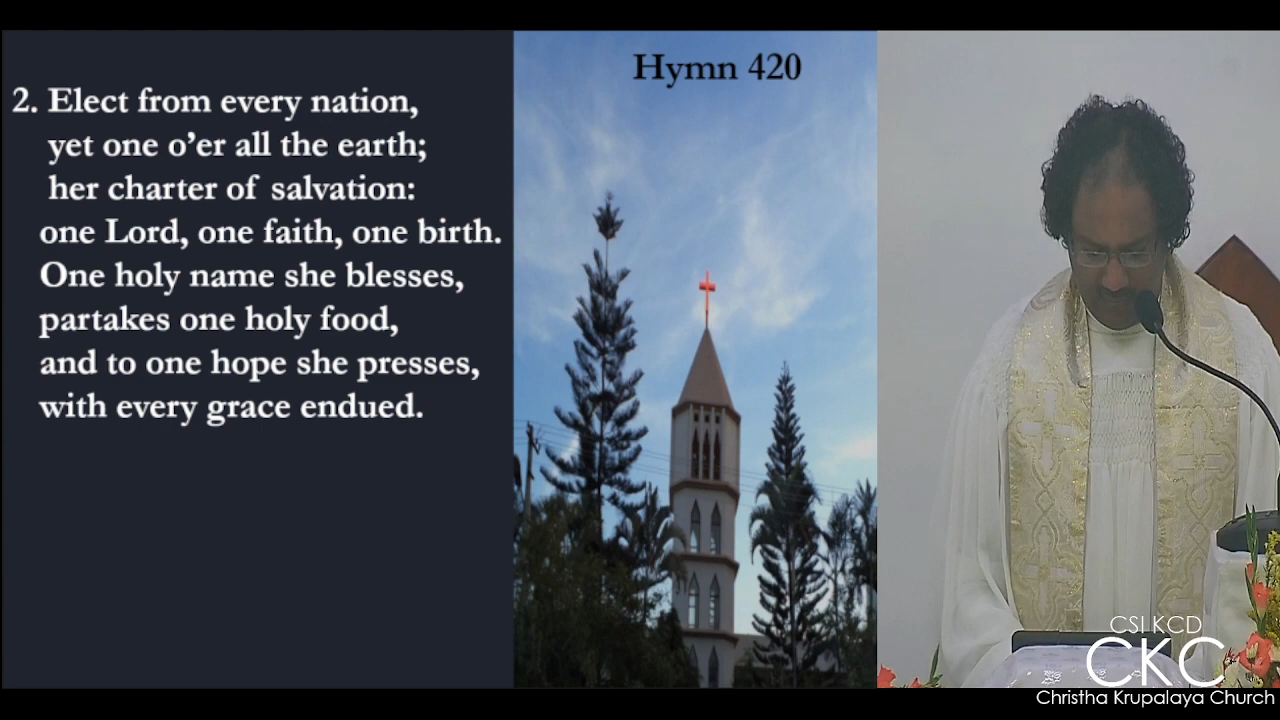 2. Elect from every nation,
yet one o’er all the earth;
her charter of salvation:
one Lord, one faith, one birth.
One holy name she blesses,
partakes one holy food,
and to one hope she presses,
with every grace endued.
Hymn 420
CSI KCD
CKC
Christha Krupalaya Church